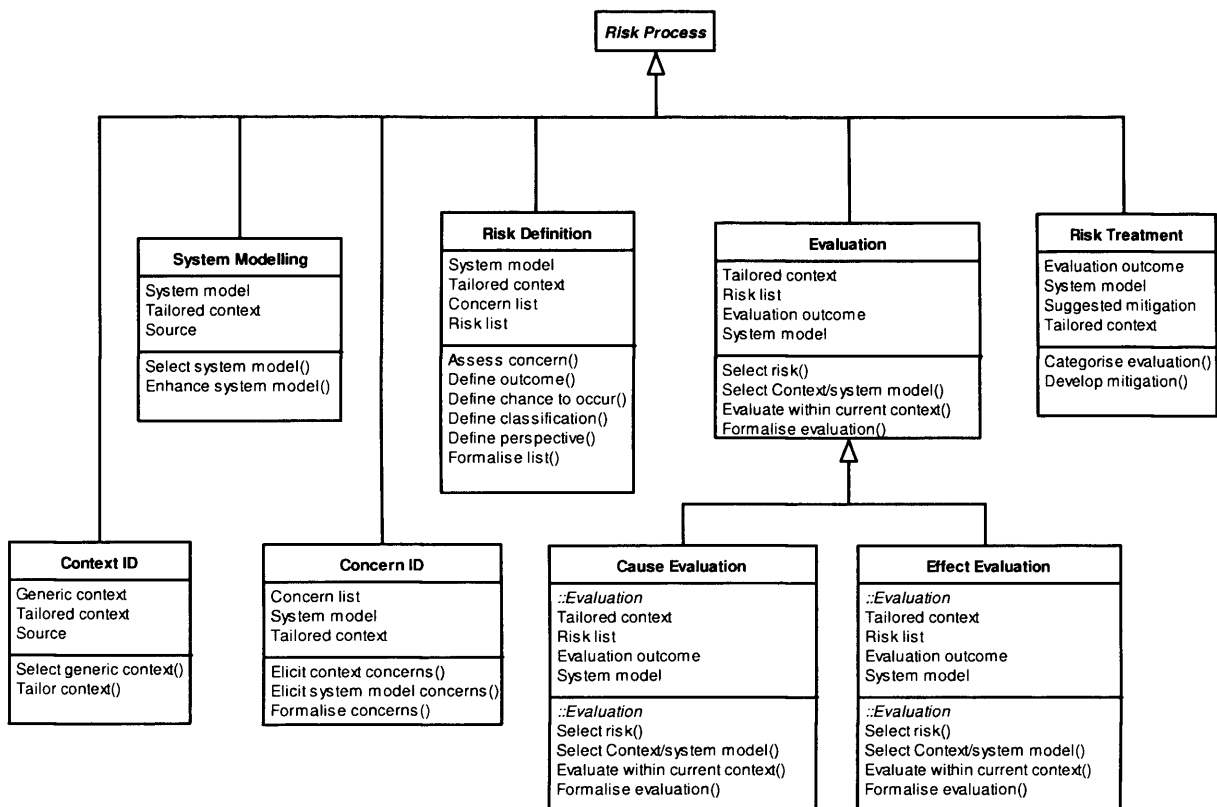 Risk Process
System Modelling
System model
Tailored context
Source
Select system model()
Enhance system model()
Risk Definition
System model
Tailored context
Concern list
Risk list
Assess concern()
Define outcome()
Define chance to occur()
Define classification()
Define perspective()
Formalise list()
Evaluation
Tailored context
Risk list
Evaluation outcome
System model
Select risk()
Select Context/system model()
Evaluate within current context()
Formalise evaluation()
Risk Treatment
Evaluation outcome
System model
Suggested mitigation
Tailored context
Categorise evaluation()
Develop mitigation()
Context ID
Generic context
Tailored context
Source
Select generic context()
Tailor context()
Concern ID
Concern list
System model
Tailored context
Elicit context concerns()
Elicit system model concerns()
Formalise concerns()
Cause Evaluation
::Evaluation
Tailored context
Risk list
Evaluation outcome
System model
::Evaluation
Select risk()
Select Context/system model()
Evaluate within current context()
Formalise evaluation()
Effect Evaluation
::Evaluation
Tailored context
Risk list
Evaluation outcome
System model
::Evaluation
Select risk()
Select Context/system model()
Evaluate within current context()
Formalise evaluation()